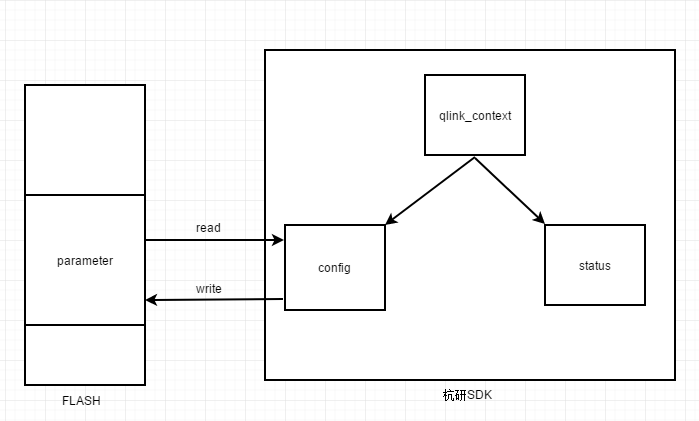 qlink_context
read
parameter
config
status
write
杭研SDK
FLASH